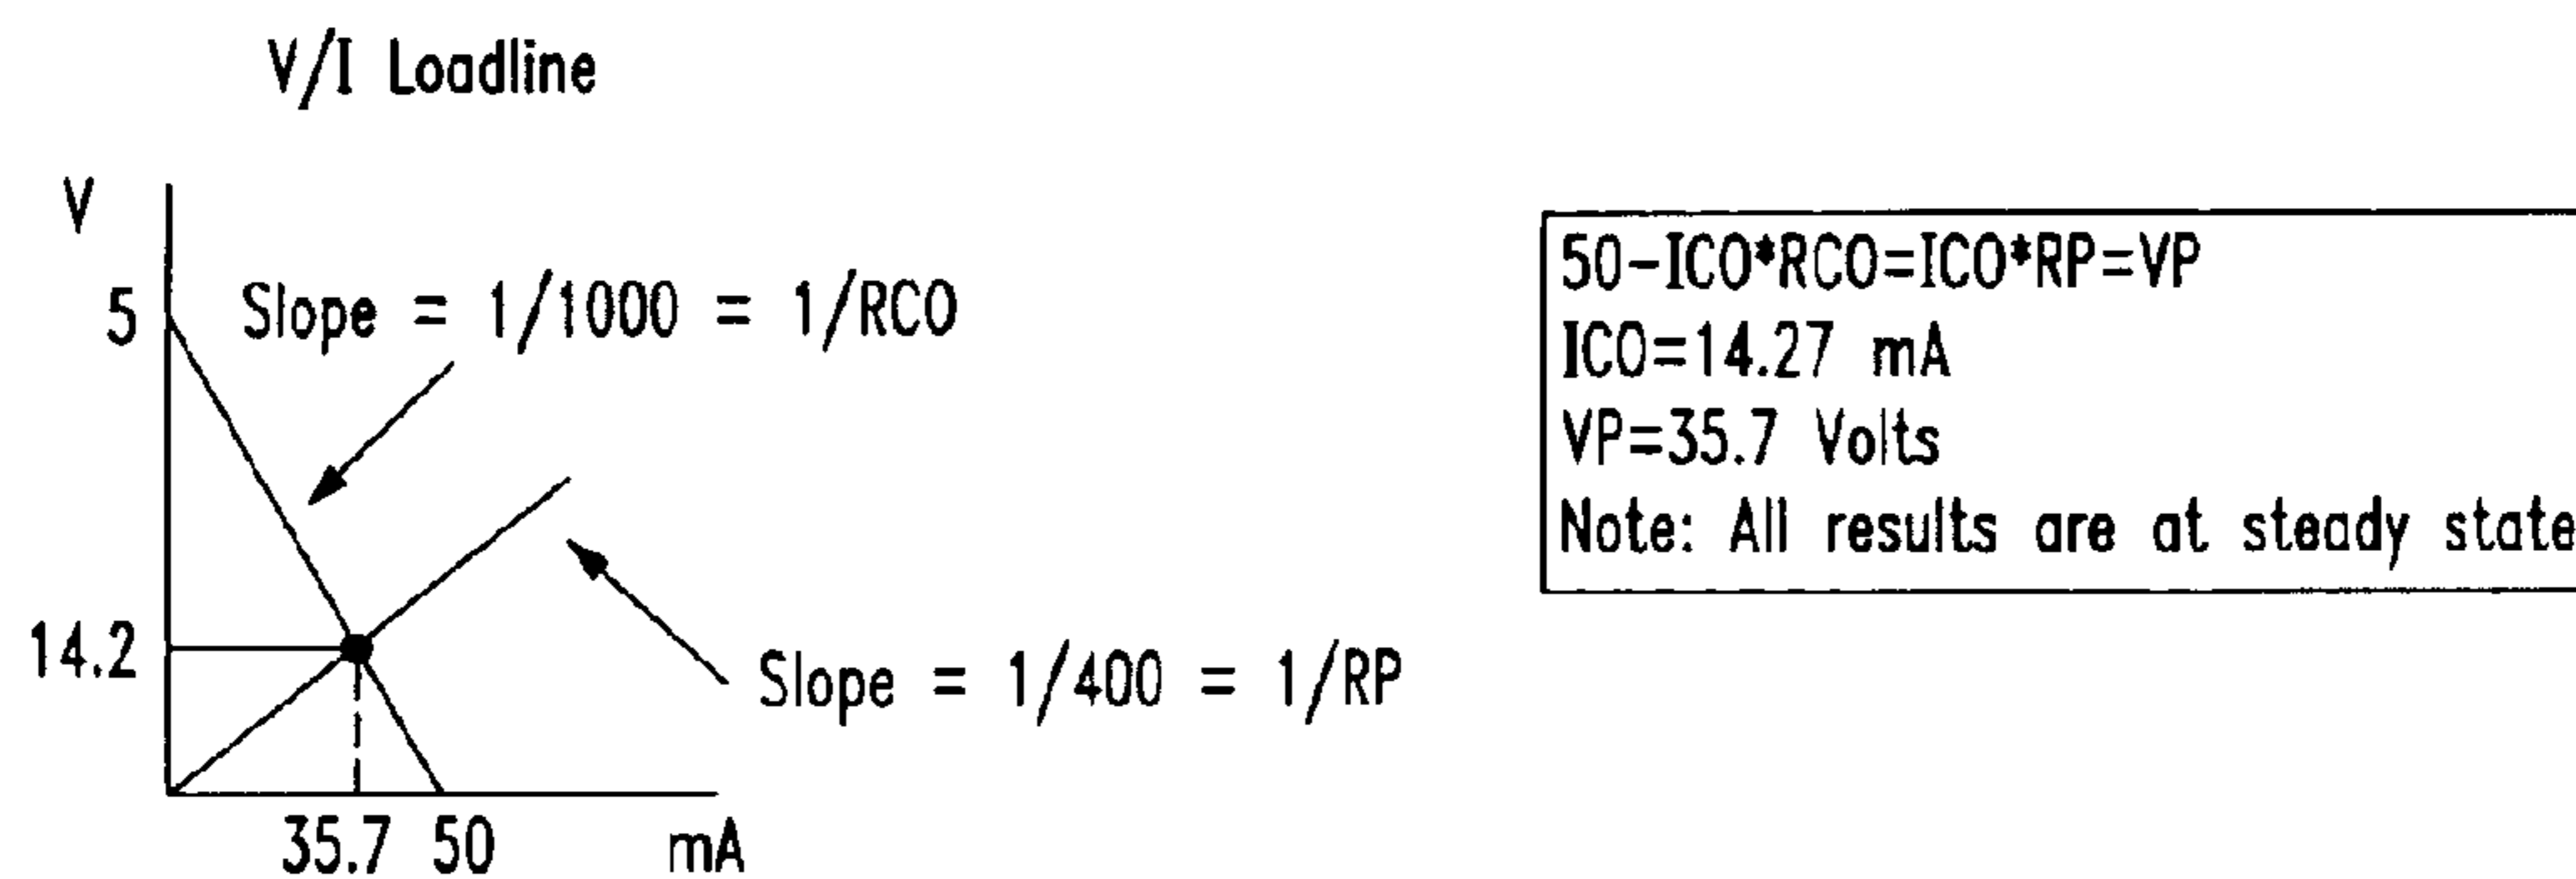 V/I Loadline
V
5
Slope = 1/1000 = 1/RCO
14.2
Slope = 1/400 = 1/RP
35.7 50 mA
50-ICO*RCO=ICO*RP=VP
ICO=14.27 mA
VP=35.7 Volts
Note: All results are at steady state